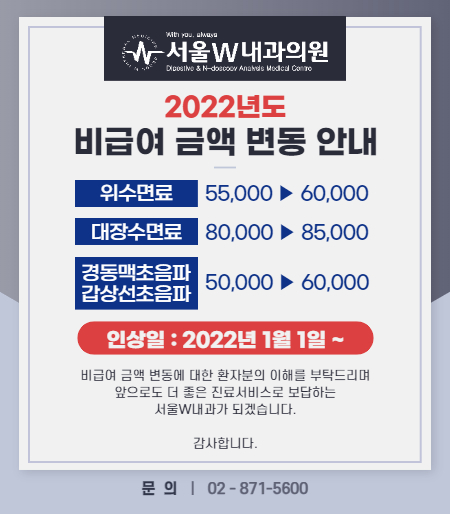 With you, always
서울W내과의원
Digestive & N-doscopy Analysis Medical Centre
2022년도
비급여 금액 변동 안내
위수면료 55,000 ▶ 60,000
대장수면료 80,000 ▶ 85,000
경동맥초음파
갑상선초음파 50,000 ▶ 60,000
인상일 : 2022년 1월 1일 ~
비급여 금액 변동에 대한 환자분의 이해를 부탁드리며
앞으로도 더 좋은 진료서비스로 보답하는
서울W내과가 되겠습니다.
감사합니다.
문 의 | 02 - 871-5600